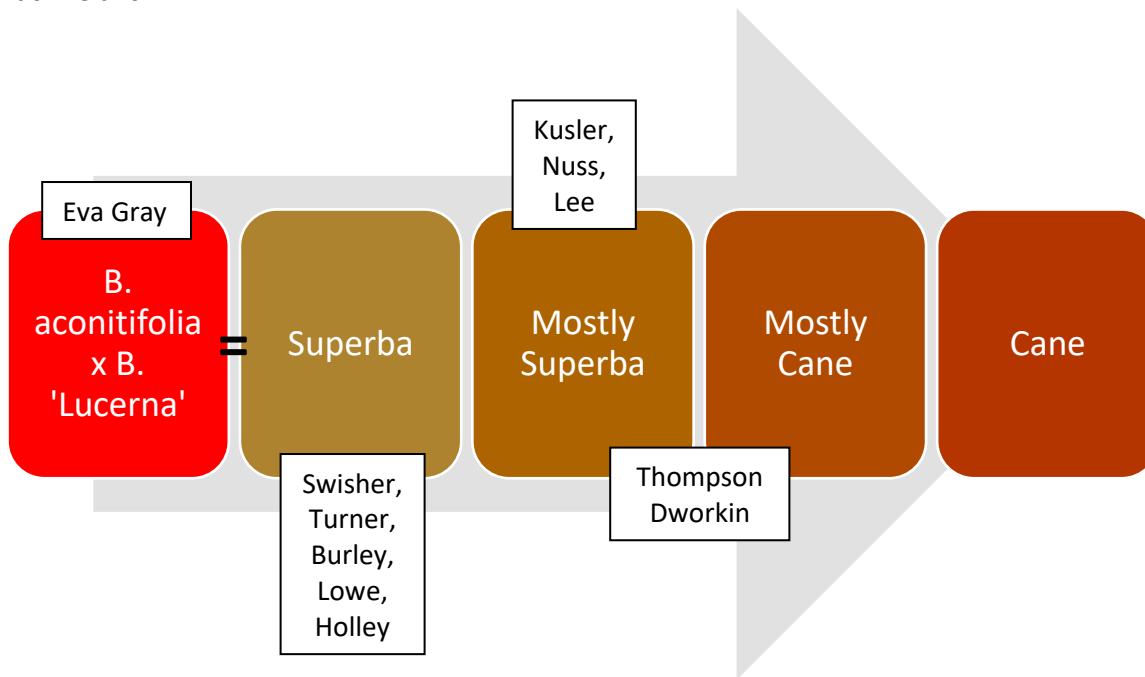 Eva Gray
B.
aconitifolia
x B.
'Lucerna'
=
Superba
Swisher,
Turner,
Burley,
Lowe,
Holley
Kusler,
Nuss,
Lee
Mostly
Superba
Thompson
Dworkin
Mostly
Cane
Cane